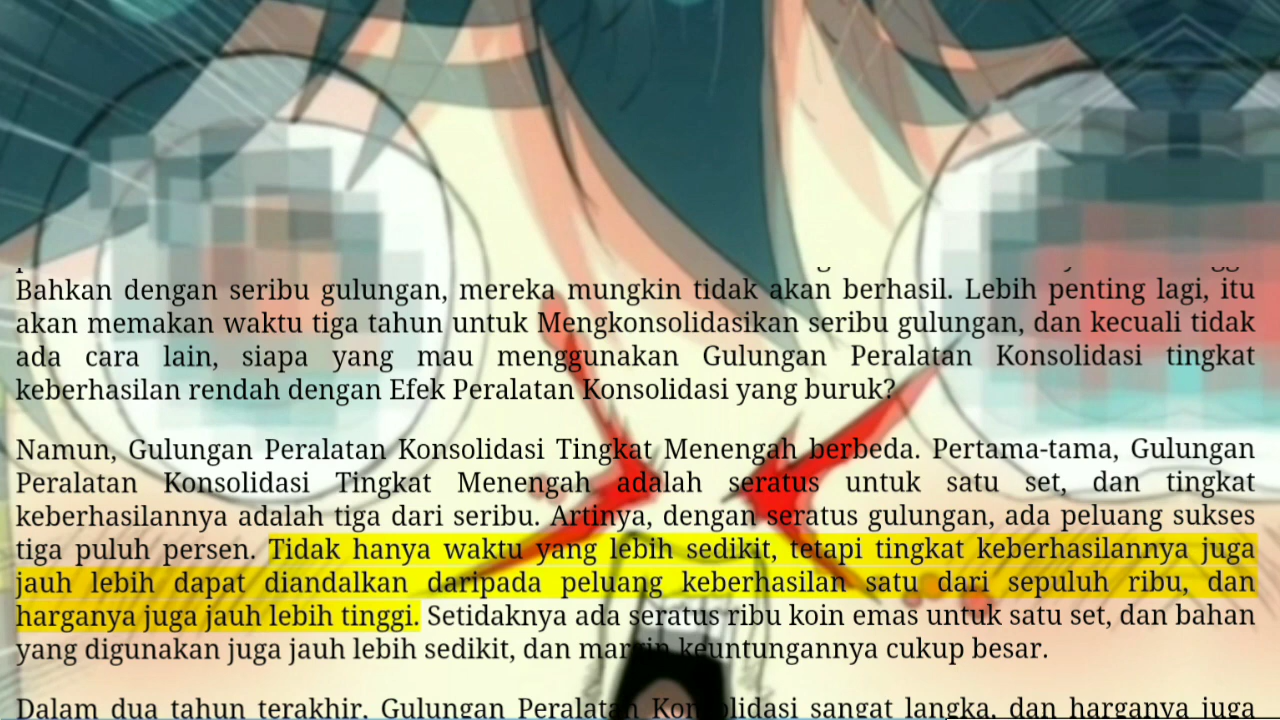 Bahkan dengan seribu gulungan, mereka mungkin tidak akan berhasil. Lebih penting lagi, itu
akan memakan waktu tiga tahun untuk Mengkonsolidasikan seribu gulungan, dan kecuali tidak
ada cara lain, siapa yang mau menggunakan Gulungan Peralatan Konsolidasi tingkat
keberhasilan rendah dengan Efek Peralatan Konsolidasi yang buruk?
Namun, Gulungan Peralatan Konsolidasi Tingkat Menengah berbeda. Pertama-tama, Gulungan
Peralatan Konsolidasi Tingkat Menengah adalah seratus untuk satu set, dan tingkat
keberhasilannya adalah tiga dari seribu. Artinya, dengan seratus gulungan, ada peluang sukses
tiga puluh persen. Tidak hanya waktu yang lebih sedikit, tetapi tingkat keberhasilannya juga
jauh lebih dapat diandalkan daripada peluang keberhasilan satu dari sepuluh ribu, dan
harganya juga jauh lebih tinggi. Setidaknya ada seratus ribu koin emas untuk satu set, dan bahan
yang digunakan juga jauh lebih sedikit, dan margin keuntungannya cukup besar.
Dalam dua tahun terakhir, Gulungan Peralatan Konsolidasi sangat langka, dan harganya juga